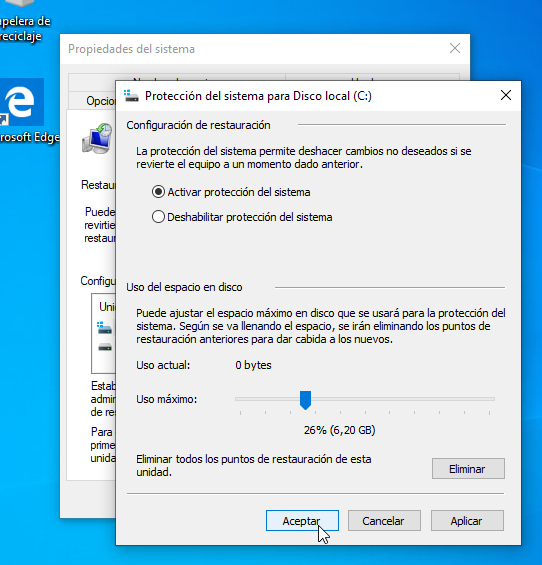 apelera de
reciclaje
rosoft Edge
Propiedades del sistema
Opcio
Restau
Puede
revirtie
restaur
Configu
Uni
Estab
admin
de res
Para
prime
unida
Protección del sistema para Disco local (C:)
Configuración de restauración
La protección del sistema permite deshacer cambios no deseados si se
revierte el equipo a un momento dado anterior.
Activar protección del sistema
Deshabilitar protección del sistema
Uso del espacio en disco
Puede ajustar el espacio máximo en disco que se usará para la protección del
sistema. Según se va llenando el espacio, se irán eliminando los puntos de
restauración anteriores para dar cabida a los nuevos.
Uso actual: 0 bytes
Uso máximo:
26% (6,20 GB)
Eliminar todos los puntos de restauración de esta
unidad.
Eliminar
Aceptar Cancelar Aplicar